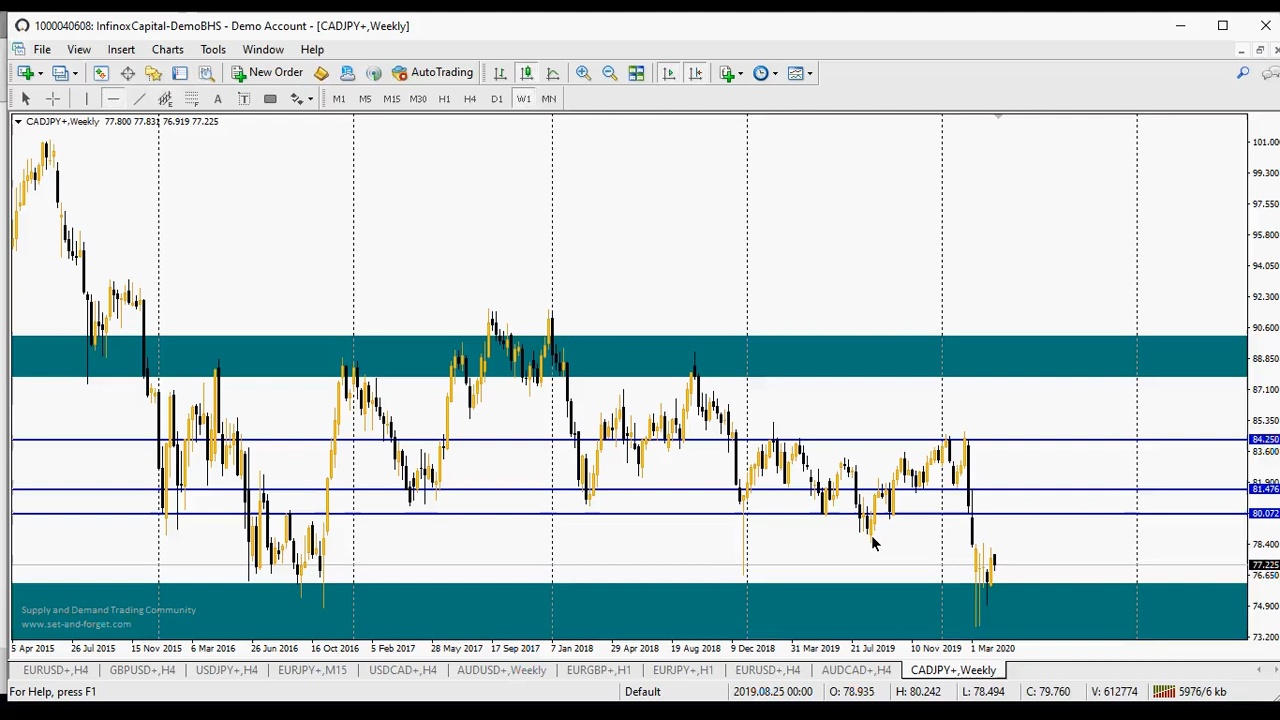 1000040608: InfinoxCapital-DemoBHS - Demo Account - [CADJPY+,Weekly]
File View Insert Charts Tools Window Help
New Order AutoTrading
A T M1 M5 M15 M30 H1 H4 D1 W1 MN
CADJPY+,Weekly 77.800 77.831 76.919 77.225
101.000
99.300
97.550
95.800
94.050
92.300
90.600
88.850
87.100
85.350
84.250
83.600
81.900
81.476
80.072
78.400
77.225
76.650
74.900
73.200
Supply and Demand Trading Community
www.set-and-forget.com
5 Apr 2015 26 Jul 2015 15 Nov 2015 6 Mar 2016 26 Jun 2016 16 Oct 2016 5 Feb 2017 28 May 2017 17 Sep 2017 7 Jan 2018 29 Apr 2018 19 Aug 2018 9 Dec 2018 31 Mar 2019 21 Jul 2019 10 Nov 2019 1 Mar 2020
EURUSD+,H4 GBPUSD+,H4 USDJPY+,H4 EURJPY+,M15 USDCAD+,H4 AUDUSD+,Weekly EURGBP+,H1 EURJPY+,H1 EURUSD+,H4 AUDCAD+,H4 CADJPY+,Weekly
For Help, press F1 Default 2019.08.25 00:00 O: 78.935 H: 80.242 L: 78.494 C: 79.760 V: 612774 5976/6 kb